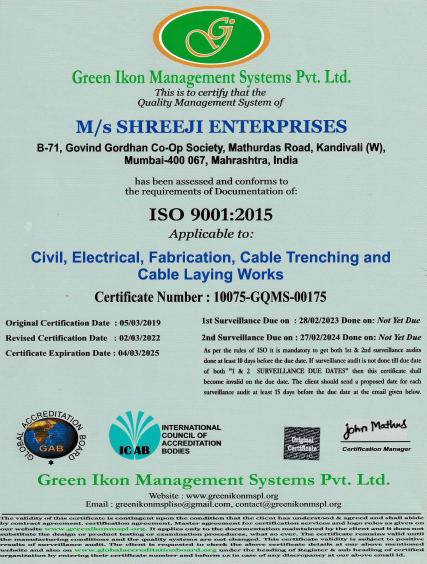 Gi
Green Ikon Management Systems Pvt. Ltd.
This is to certify that the
Quality Management System of
M/s SHREEJI ENTERPRISES
B-71, Govind Gordhan Co-Op Society, Mathurdas Road, Kandivali (W),
Mumbai-400 067, Mahrashtra, India
has been assessed and conforms to
the requirements of Documentation of:
ISO 9001:2015
Applicable to:
Civil, Electrical, Fabrication, Cable Trenching and
Cable Laying Works
Certificate Number : 10075-GQMS-00175
Original Certification Date : 05/03/2019
Revised Certification Date : 02/03/2022
Certificate Expiration Date : 04/03/2025
1st Surveillance Due on : 28/02/2023 Done on: Not Yet Due
2nd Surveillance Due on : 27/02/2024 Done on: Not Yet Due
As per the rules of ISO it is mandatory to get both 1st & 2nd surveillance audits
done at least 10 days before the due date. If surveillance audit is not done till due date
of both "1 & 2 SURVEILLANCE DUE DATES" then this certificate shall
become invalid on the due date. The client should send a proposed date for each
surveillance audit at least 15 days before the due date at the email given below.
GLOBAL ACCREDITATION BOARD
GAB
ICAB
INTERNATIONAL
COUNCIL OF
ACCREDITATION
BODIES
Original
Certificate
John Mathus
Certification Manager
Green Ikon Management Systems Pvt. Ltd.
Website : www.greenikonmspl.org
Email : greenikonmspliso@gmail.com, contact@greenikonmspl.org
The validity of this certificate is contingent upon the condition that the client has understood & agreed and shall abide
by contract agreement, certification agreement, Master agreement for certification services and logo rules as given on
our website www.greenikonmspl.org. It applies only to the documentation maintained by the client and it does not
substitute the design or product testing or examination procedures, what so ever. The certificate remains valid until
the manufacturing conditions and the quality systems are not changed. This certificate validity is subject to positive
results of surveillance audit. The client is required to check the above certificate details at our above mentioned
website and also on www.globalaccreditationboard.org under the heading of Register & sub heading of certified
organization by entering their certificate number and inform us in case of any discrepancy at our above email id.